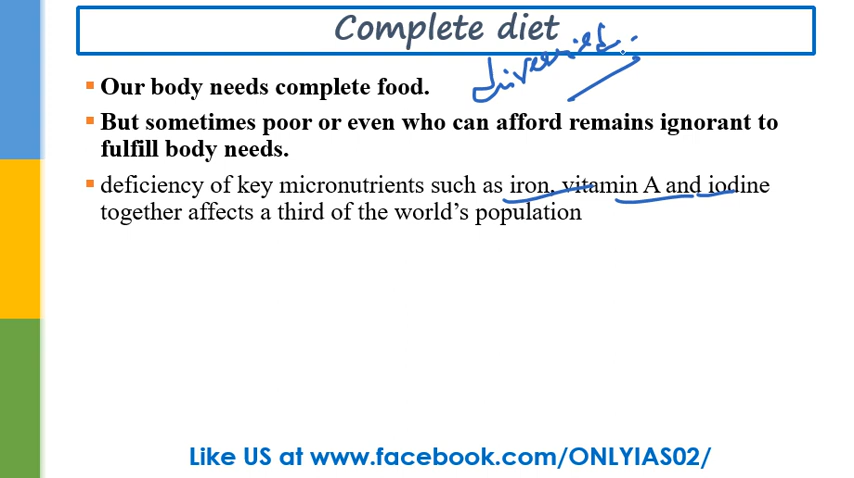 Complete diet
diversified
Our body needs complete food.
But sometimes poor or even who can afford remains ignorant to
fulfill body needs.
deficiency of key micronutrients such as iron, vitamin A and iodine
together affects a third of the world's population
Like US at www.facebook.com/ONLYIAS02/